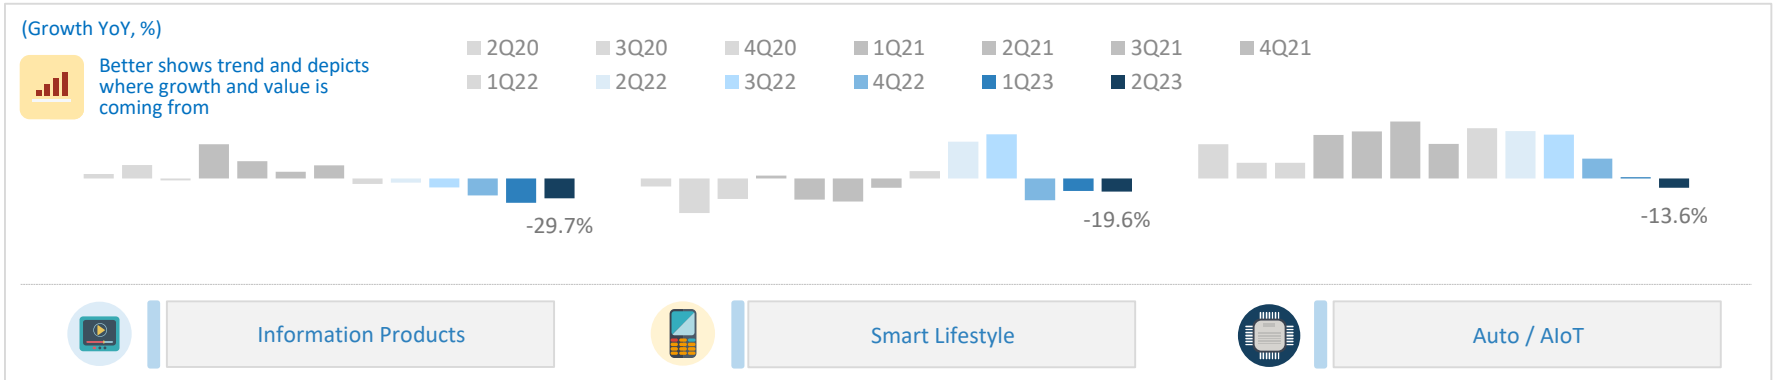 (Growth YoY, %)
Better shows trend and depicts
where growth and value is
coming from
2Q20 3Q20 4Q20 1Q21 2Q21 3Q21 4Q21
1Q22 2Q22 3Q22 4Q22 1Q23 2Q23
-29.7% -19.6% -13.6%
Information Products Smart Lifestyle Auto / AIoT